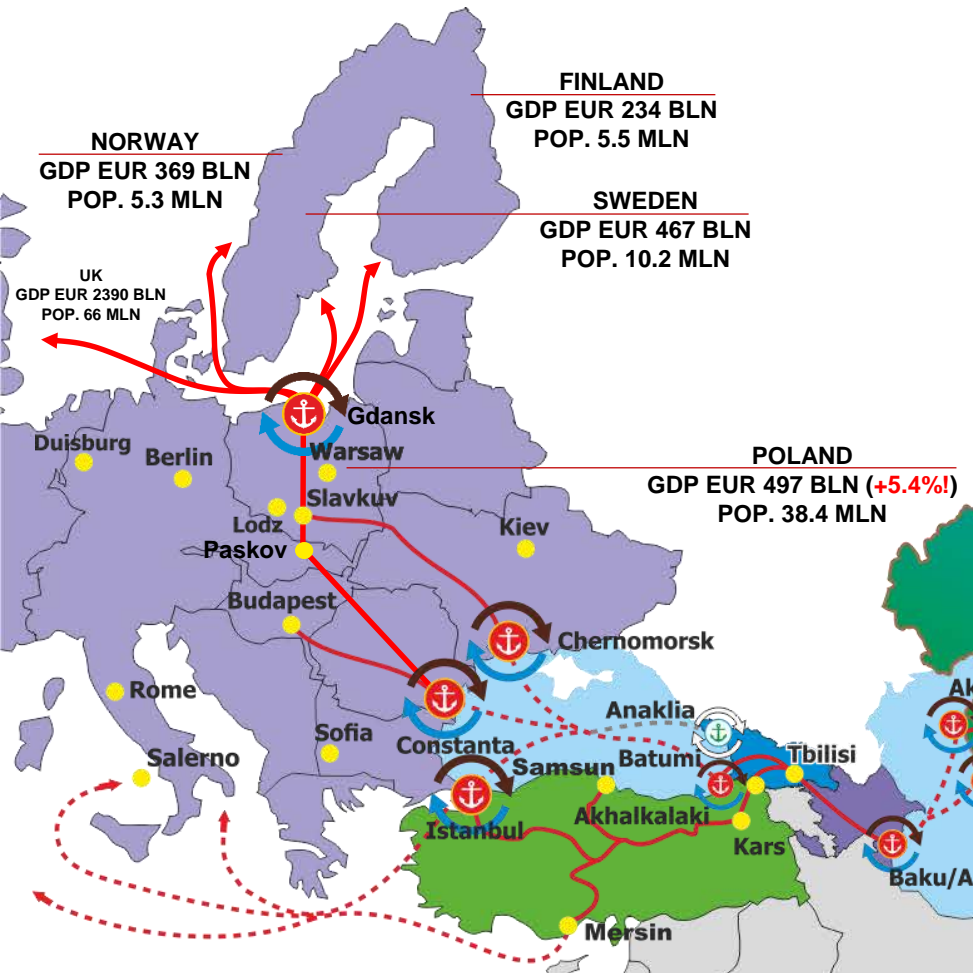 FINLAND
GDP EUR 234 BLN
POP. 5.5 MLN
NORWAY
GDP EUR 369 BLN
POP. 5.3 MLN
SWEDEN
GDP EUR 467 BLN
POP. 10.2 MLN
UK
GDP EUR 2390 BLN
POP. 66 MLN
Gdansk
Duisburg
Berlin
Warsaw
POLAND
GDP EUR 497 BLN (+5.4%!)
POP. 38.4 MLN
Slavkuv
Lodz
Kiev
Paskov
Budapest
Chernomorsk
Rome
Anaklia
Ak
Sofia
Constanta
Batumi
Tbilisi
Salerno
Samsun
Akhalkalaki
Istanbul
Kars
Baku/A
Mersin